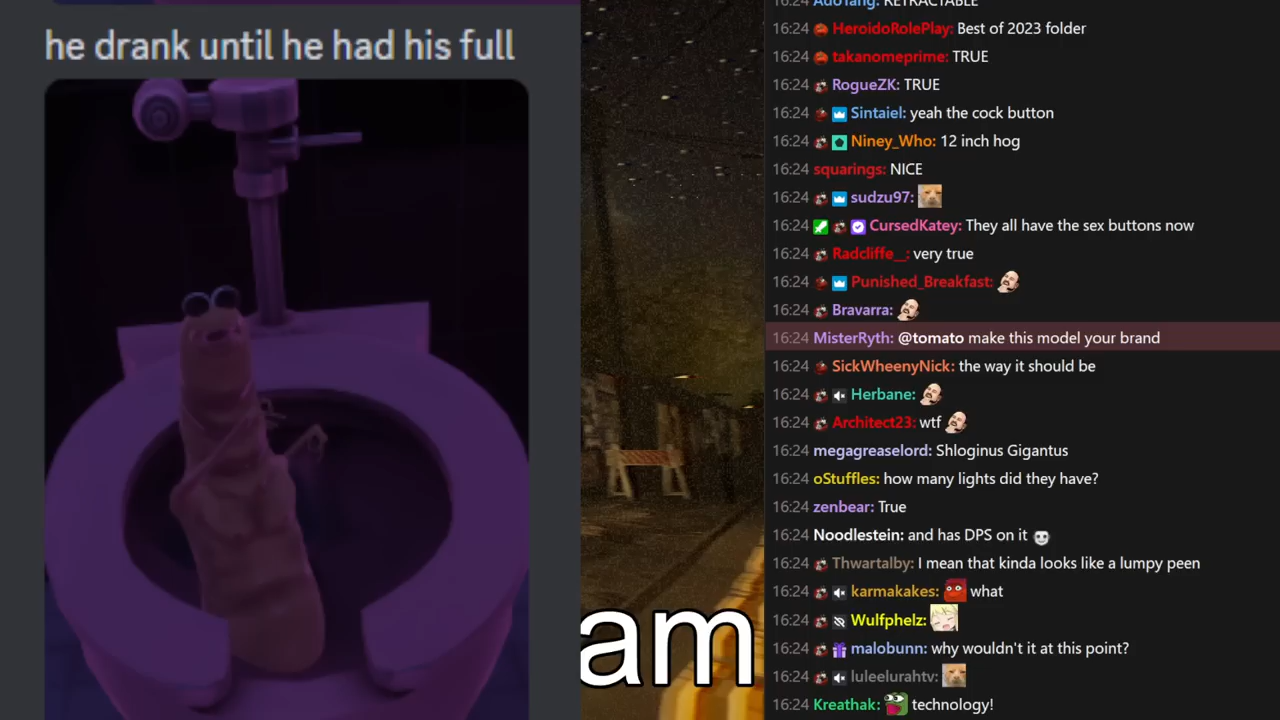 he drank until he had his full
am
AdoTang: RETRACTABLE
16:24 HeroidoRolePlay: Best of 2023 folder
16:24 takanomeprime: TRUE
16:24 RogueZK: TRUE
16:24 Sintaiel: yeah the cock button
16:24 Niney_Who: 12 inch hog
16:24 squarings: NICE
16:24 sudzu97:
16:24 CursedKatey: They all have the sex buttons now
16:24 Radcliffe_: very true
16:24 Punished_Breakfast:
16:24 Bravarra:
16:24 MisterRyth: @tomato make this model your brand
16:24 SickWheenyNick: the way it should be
16:24 Herbane:
16:24 Architect23: wtf
16:24 megagreaselord: Shloginus Gigantus
16:24 oStuffles: how many lights did they have?
16:24 zenbear: True
16:24 Noodlestein: and has DPS on it
16:24 Thwartalby: I mean that kinda looks like a lumpy peen
16:24 karmakakes: what
16:24 Wulfphelz:
16:24 malobunn: why wouldn't it at this point?
16:24 luleelurahtv:
16:24 Kreathak: technology!